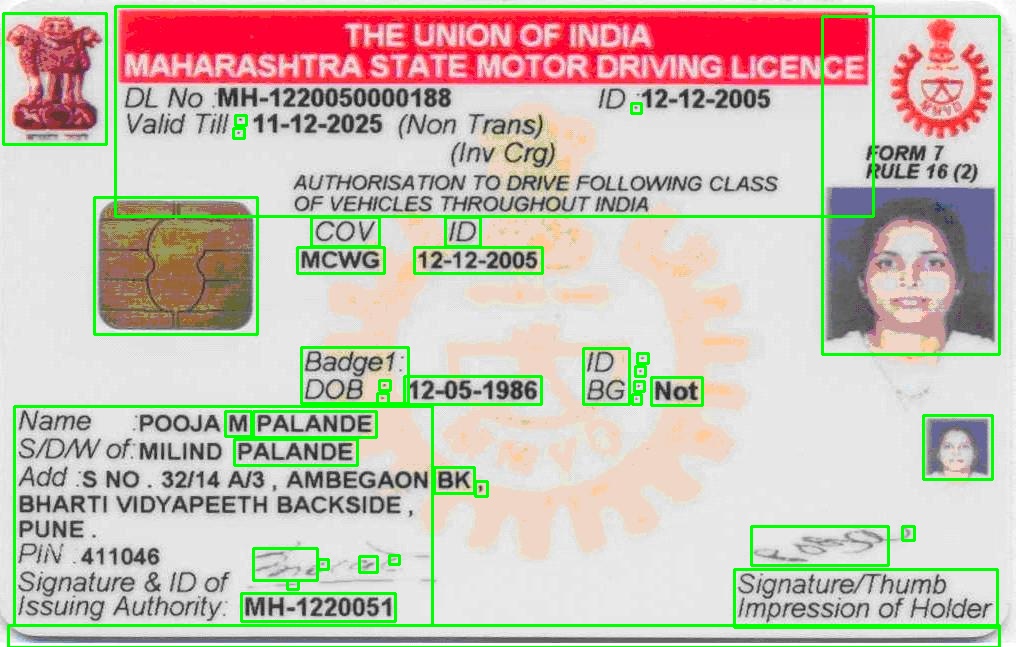 THE UNION OF INDIA
MAHARASHTRA STATE MOTOR DRIVING LICENCE
DL No : MH-1220050000188 ID : 12-12-2005
Valid Till : 11-12-2025 (Non Trans)
(Inv Crg)
FORM 7
RULE 16 (2)
AUTHORISATION TO DRIVE FOLLOWING CLASS
OF VEHICLES THROUGHOUT INDIA
COV ID
MCWG 12-12-2005
Badge1: ID :
DOB : 12-05-1986 BG : Not
Name : POOJA M PALANDE
S/D/W of: MILIND PALANDE
Add : S NO . 32/14 A/3 , AMBEGAON BK ,
BHARTI VIDYAPEETH BACKSIDE ,
PUNE .
PIN : 411046
Signature & ID of
Issuing Authority: MH-1220051
Signature/Thumb
Impression of Holder